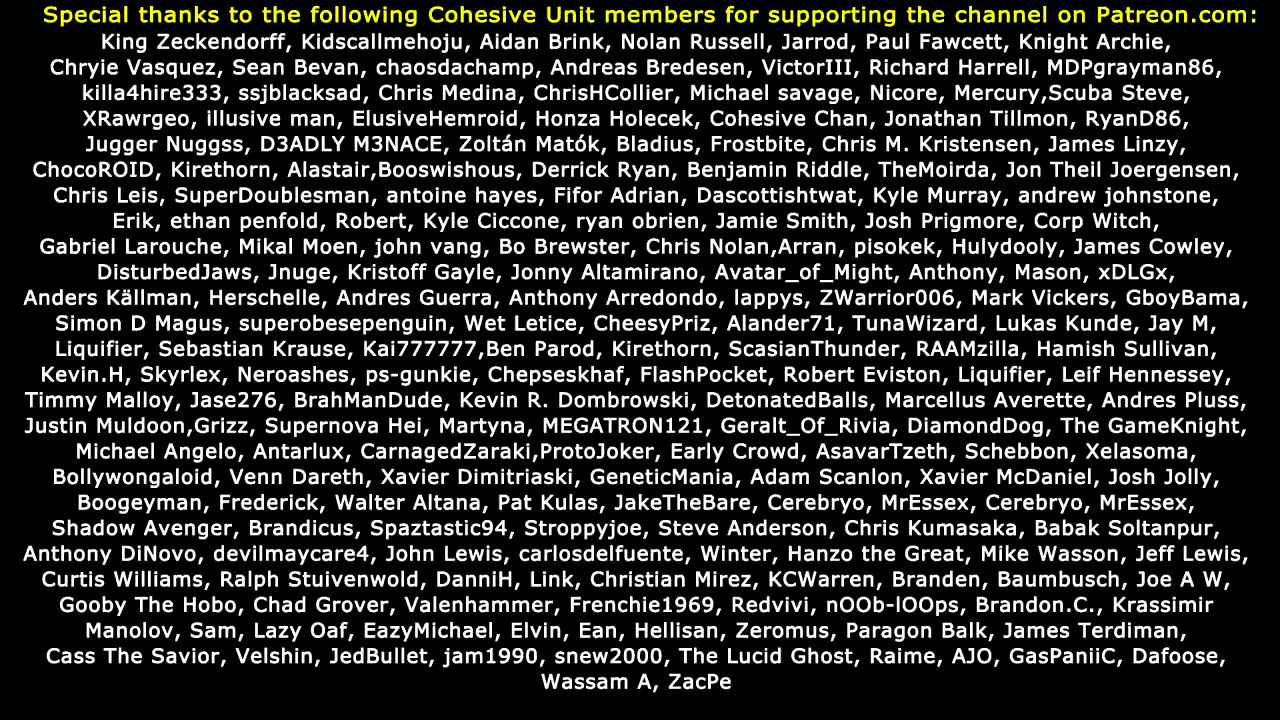 Special thanks to the following Cohesive Unit members for supporting the channel on Patreon.com:
King Zeckendorff, Kidscallmehoju, Aidan Brink, Nolan Russell, Jarrod, Paul Fawcett, Knight Archie,
Chryie Vasquez, Sean Bevan, chaosdachamp, Andreas Bredesen, VictorIII, Richard Harrell, MDPgrayman86,
killa4hire333, ssjblacksad, Chris Medina, ChrisHCollier, Michael savage, Nicore, Mercury,Scuba Steve,
XRawrgeo, illusive man, ElusiveHemroid, Honza Holecek, Cohesive Chan, Jonathan Tillmon, RyanD86,
Jugger Nuggss, D3ADLY M3NACE, Zoltán Matók, Bladius, Frostbite, Chris M. Kristensen, James Linzy,
ChocoROID, Kirethorn, Alastair,Booswishous, Derrick Ryan, Benjamin Riddle, TheMoirda, Jon Theil Joergensen,
Chris Leis, SuperDoublesman, antoine hayes, Fifor Adrian, Dascottishtwat, Kyle Murray, andrew johnstone,
Erik, ethan penfold, Robert, Kyle Ciccone, ryan obrien, Jamie Smith, Josh Prigmore, Corp Witch,
Gabriel Larouche, Mikal Moen, john vang, Bo Brewster, Chris Nolan,Arran, pisokek, Hulydooly, James Cowley,
DisturbedJaws, Jnuge, Kristoff Gayle, Jonny Altamirano, Avatar_of_Might, Anthony, Mason, xDLGx,
Anders Källman, Herschelle, Andres Guerra, Anthony Arredondo, lappys, ZWarrior006, Mark Vickers, GboyBama,
Simon D Magus, superobesepenguin, Wet Letice, CheesyPriz, Alander71, TunaWizard, Lukas Kunde, Jay M,
Liquifier, Sebastian Krause, Kai777777,Ben Parod, Kirethorn, ScasianThunder, RAAMzilla, Hamish Sullivan,
Kevin.H, Skyrlex, Neroashes, ps-gunkie, Chepseskhaf, FlashPocket, Robert Eviston, Liquifier, Leif Hennessey,
Timmy Malloy, Jase276, BrahManDude, Kevin R. Dombrowski, DetonatedBalls, Marcellus Averette, Andres Pluss,
Justin Muldoon,Grizz, Supernova Hei, Martyna, MEGATRON121, Geralt_Of_Rivia, DiamondDog, The GameKnight,
Michael Angelo, Antarlux, CarnagedZaraki,ProtoJoker, Early Crowd, AsavarTzeth, Schebbon, Xelasoma,
Bollywongaloid, Venn Dareth, Xavier Dimitriaski, GeneticMania, Adam Scanlon, Xavier McDaniel, Josh Jolly,
Boogeyman, Frederick, Walter Altana, Pat Kulas, JakeTheBare, Cerebryo, MrEssex, Cerebryo, MrEssex,
Shadow Avenger, Brandicus, Spaztastic94, Stroppyjoe, Steve Anderson, Chris Kumasaka, Babak Soltanpur,
Anthony DiNovo, devilmaycare4, John Lewis, carlosdelfuente, Winter, Hanzo the Great, Mike Wasson, Jeff Lewis,
Curtis Williams, Ralph Stuivenwold, DanniH, Link, Christian Mirez, KCWarren, Branden, Baumbusch, Joe A W,
Gooby The Hobo, Chad Grover, Valenhammer, Frenchie1969, Redvivi, nOOb-lOOps, Brandon.C., Krassimir
Manolov, Sam, Lazy Oaf, EazyMichael, Elvin, Ean, Hellisan, Zeromus, Paragon Balk, James Terdiman,
Cass The Savior, Velshin, JedBullet, jam1990, snew2000, The Lucid Ghost, Raime, AJO, GasPaniiC, Dafoose,
Wassam A, ZacPe